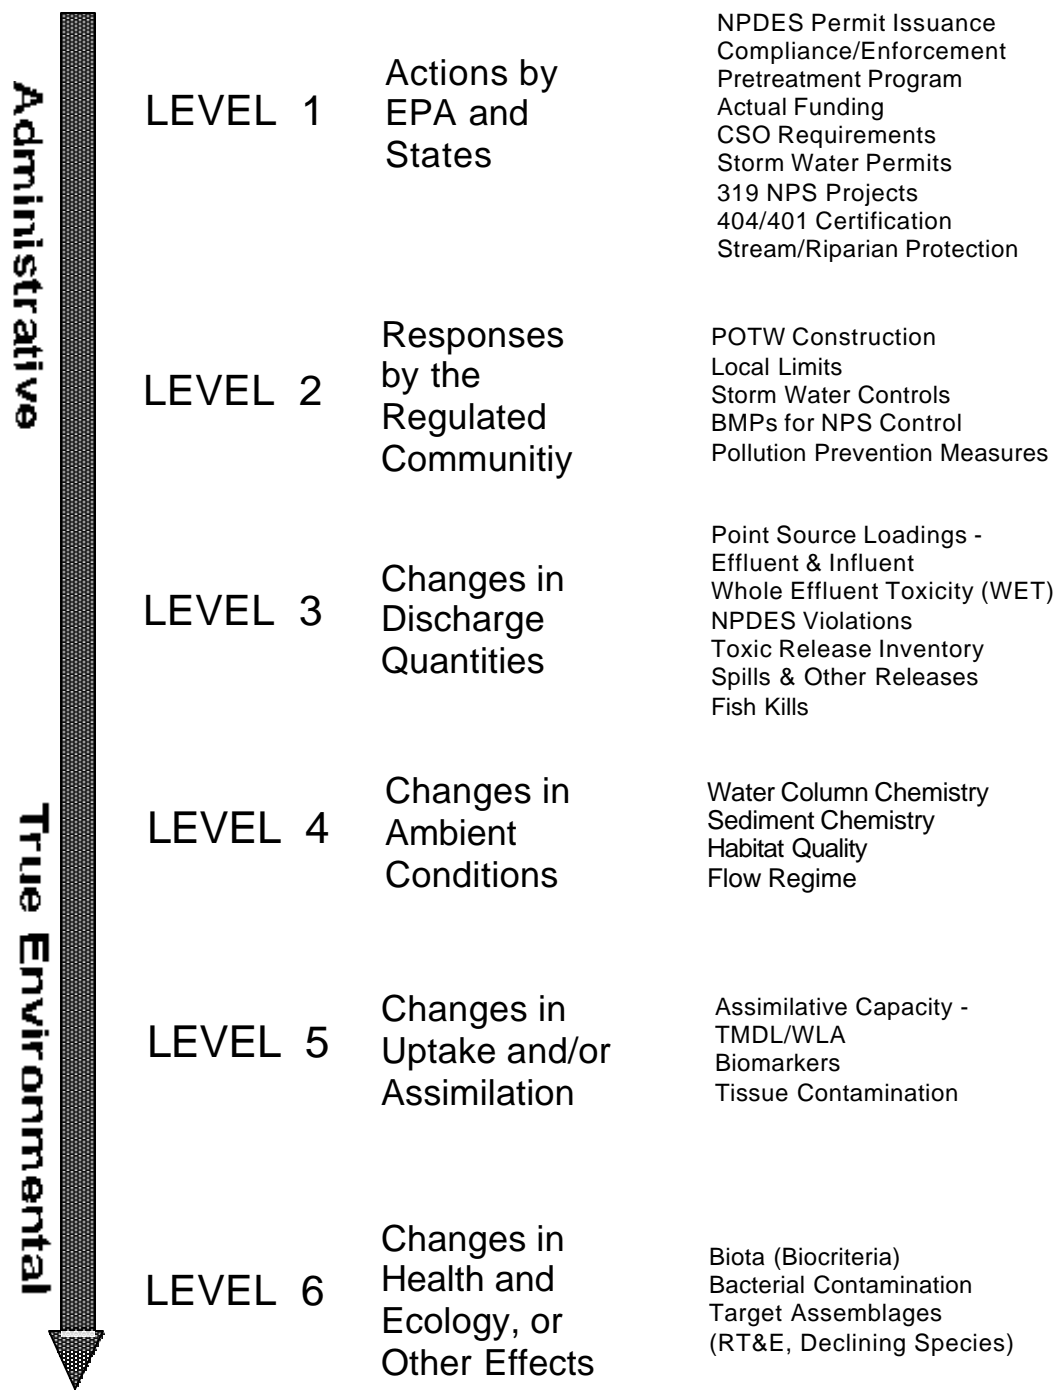 Administrative
True Environmental
LEVEL 1
Actions by
EPA and
States
NPDES Permit Issuance
Compliance/Enforcement
Pretreatment Program
Actual Funding
CSO Requirements
Storm Water Permits
319 NPS Projects
404/401 Certification
Stream/Riparian Protection
LEVEL 2
Responses
by the
Regulated
Communitiy
POTW Construction
Local Limits
Storm Water Controls
BMPs for NPS Control
Pollution Prevention Measures
LEVEL 3
Changes in
Discharge
Quantities
Point Source Loadings -
Effluent & Influent
Whole Effluent Toxicity (WET)
NPDES Violations
Toxic Release Inventory
Spills & Other Releases
Fish Kills
LEVEL 4
Changes in
Ambient
Conditions
Water Column Chemistry
Sediment Chemistry
Habitat Quality
Flow Regime
LEVEL 5
Changes in
Uptake and/or
Assimilation
Assimilative Capacity -
TMDL/WLA
Biomarkers
Tissue Contamination
LEVEL 6
Changes in
Health and
Ecology, or
Other Effects
Biota (Biocriteria)
Bacterial Contamination
Target Assemblages
(RT&E, Declining Species)